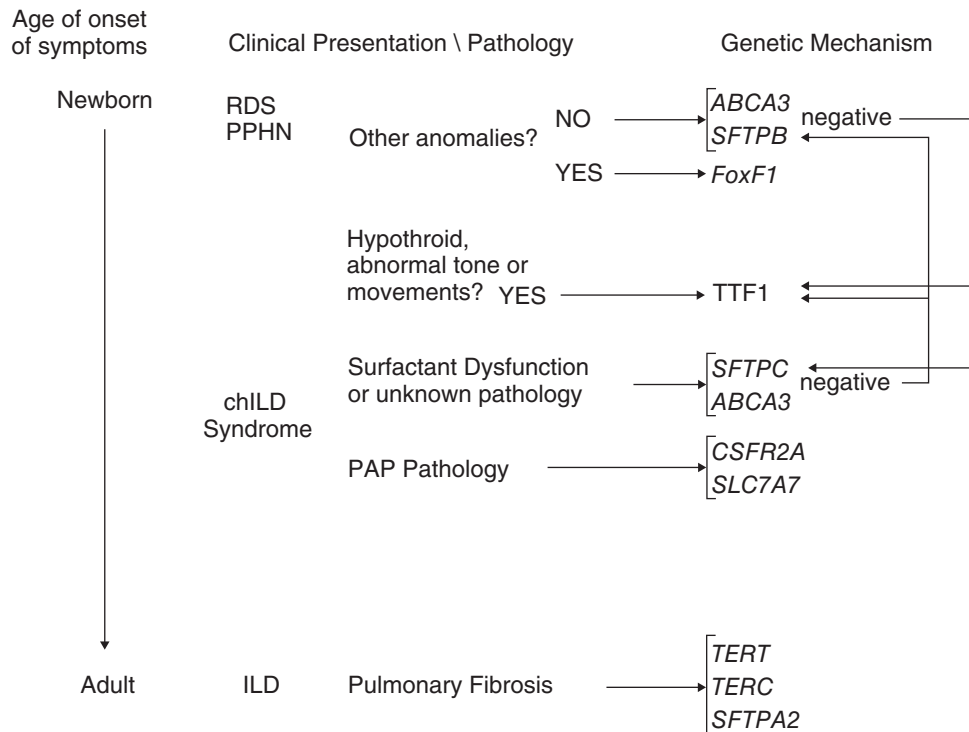 Age of onset
of symptoms
Clinical Presentation \ Pathology
Genetic Mechanism
Newborn
RDS
PPHN
Other anomalies?
NO
ABCA3
SFTPB
negative
YES
FoxF1
Hypothroid,
abnormal tone or
movements?
YES
TTF1
chILD
Syndrome
Surfactant Dysfunction
or unknown pathology
SFTPC
ABCA3
negative
PAP Pathology
CSFR2A
SLC7A7
Adult
ILD
Pulmonary Fibrosis
TERT
TERC
SFTPA2